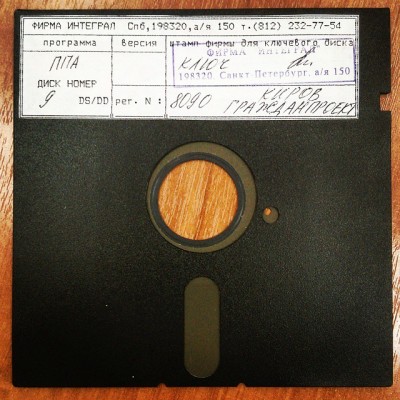 ФИРМА ИНТЕГРАЛ Спб,198320,а/я 150 т.(812) 232-77-54
программа версия штамп фирмы для ключевого диска
ФИРМА ИНТЕГРАЛ
ППА КЛЮЧ
198320 Санкт Петербург, а/я 150
ДИСК НОМЕР
9 DS/DD рег. N : 8090 КИРОВ
ГРАЖДАНПРОЕКТ